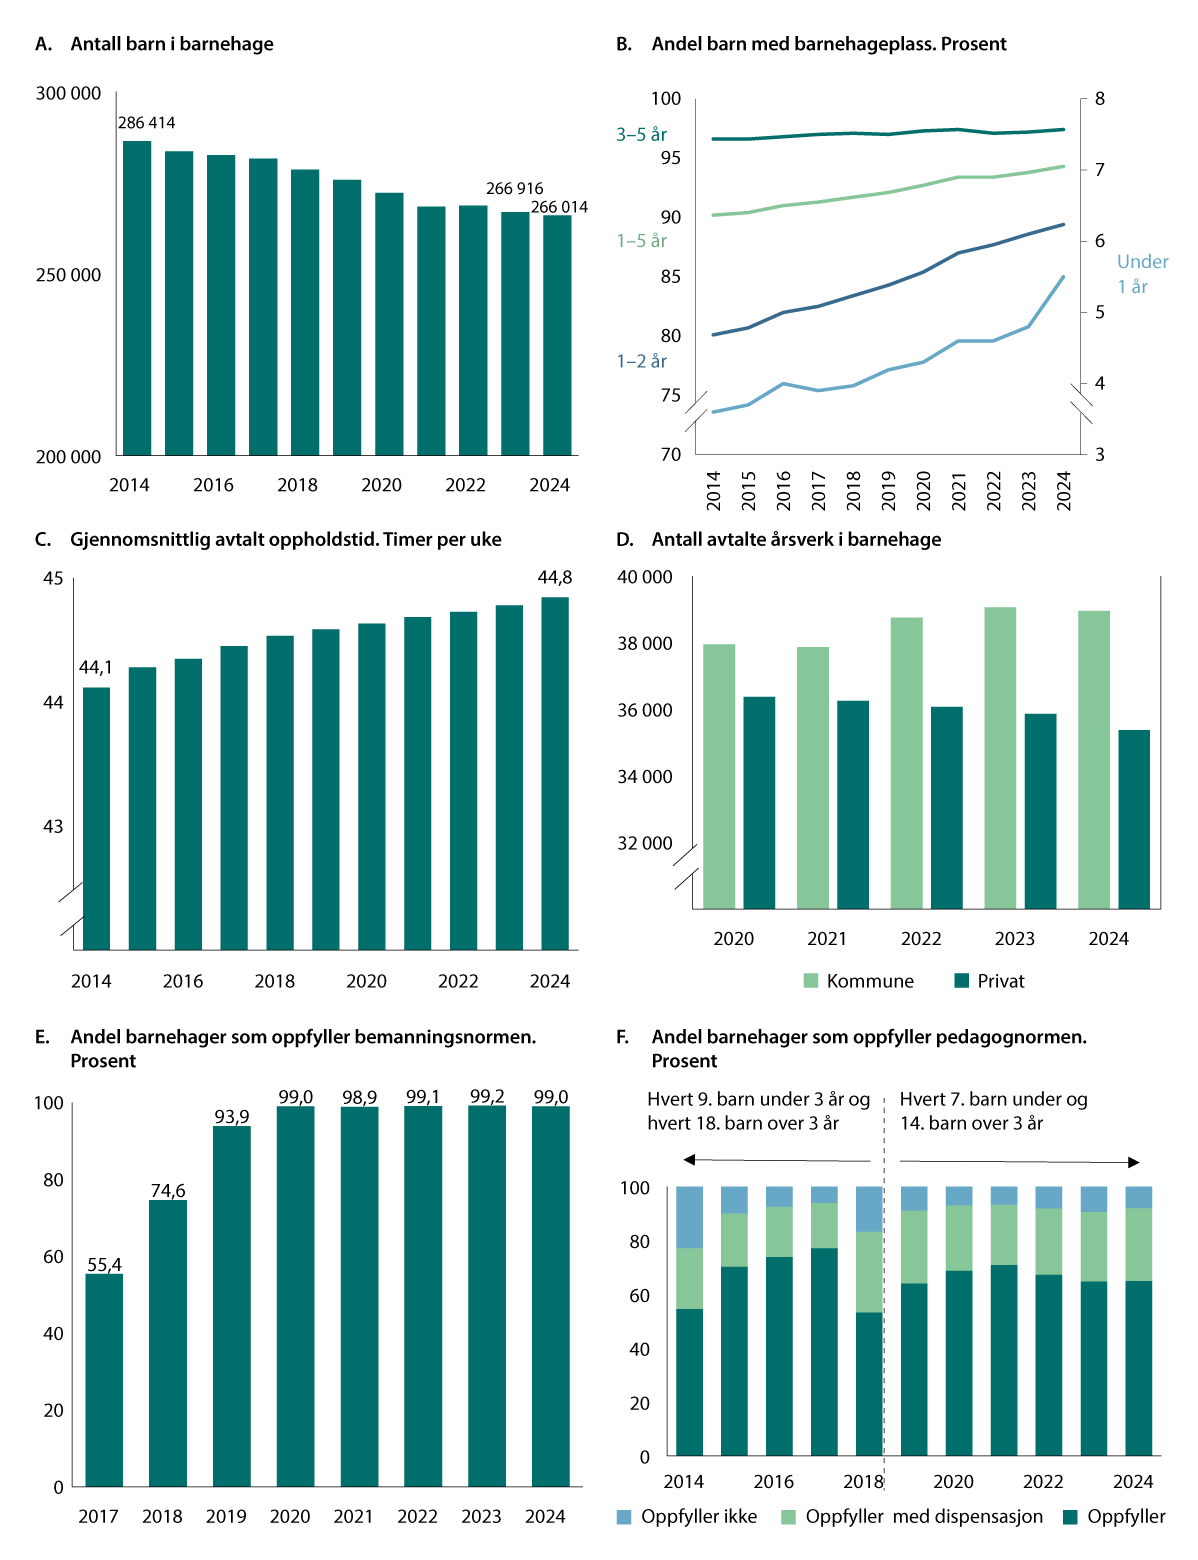 A. Antall barn i barnehage
300 000
250 000
200 000
286 414
266 916
266 014
2014 2016 2018 2020 2022 2024
B. Andel barn med barnehageplass. Prosent
100
95
90
85
80
75
70
3–5 år
1–5 år
1–2 år
8
7
6
5
4
3
Under
1 år
2014 2015 2016 2017 2018 2019 2020 2021 2022 2023 2024
C. Gjennomsnittlig avtalt oppholdstid. Timer per uke
45
44
43
44,1
44,8
2014 2016 2018 2020 2022 2024
D. Antall avtalte årsverk i barnehage
40 000
38 000
36 000
34 000
32 000
2020 2021 2022 2023 2024
Kommune Privat
E. Andel barnehager som oppfyller bemanningsnormen.
Prosent
100
80
60
40
20
0
55,4 74,6 93,9 99,0 98,9 99,1 99,2 99,0
2017 2018 2019 2020 2021 2022 2023 2024
F. Andel barnehager som oppfyller pedagognormen.
Prosent
Hvert 9. barn under 3 år og
hvert 18. barn over 3 år
Hvert 7. barn under og
14. barn over 3 år
100
80
60
40
20
0
2014 2016 2018 2020 2022 2024
Oppfyller ikke Oppfyller med dispensasjon Oppfyller